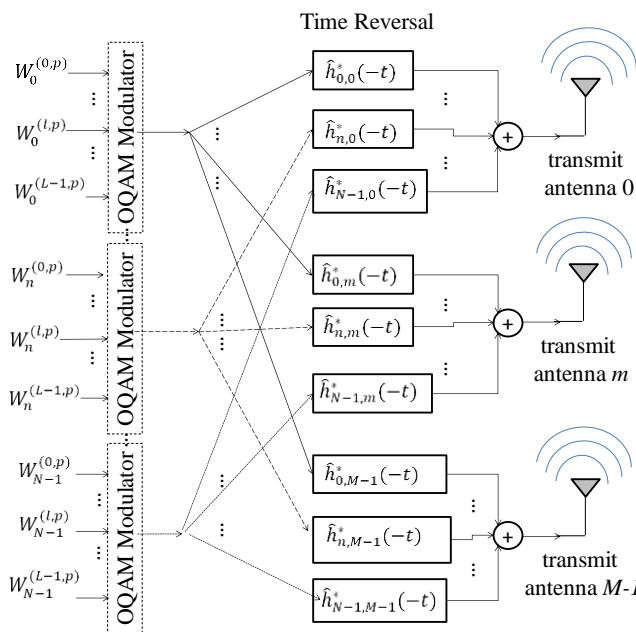 Time Reversal
W_0^{(0,p)}
...
W_0^{(l,p)}
...
W_0^{(L-1,p)}
OQAM Modulator
...
...
ĥ*_{0,0}(-t)
...
ĥ*_{n,0}(-t)
...
ĥ*_{N-1,0}(-t)
+
transmit
antenna 0
...
W_n^{(0,p)}
...
W_n^{(l,p)}
...
W_n^{(L-1,p)}
OQAM Modulator
...
...
ĥ*_{0,m}(-t)
...
ĥ*_{n,m}(-t)
...
ĥ*_{N-1,m}(-t)
+
transmit
antenna m
...
W_{N-1}^{(0,p)}
...
W_{N-1}^{(l,p)}
...
W_{N-1}^{(L-1,p)}
OQAM Modulator
...
...
ĥ*_{0,M-1}(-t)
...
ĥ*_{n,M-1}(-t)
...
ĥ*_{N-1,M-1}(-t)
+
transmit
antenna M-1